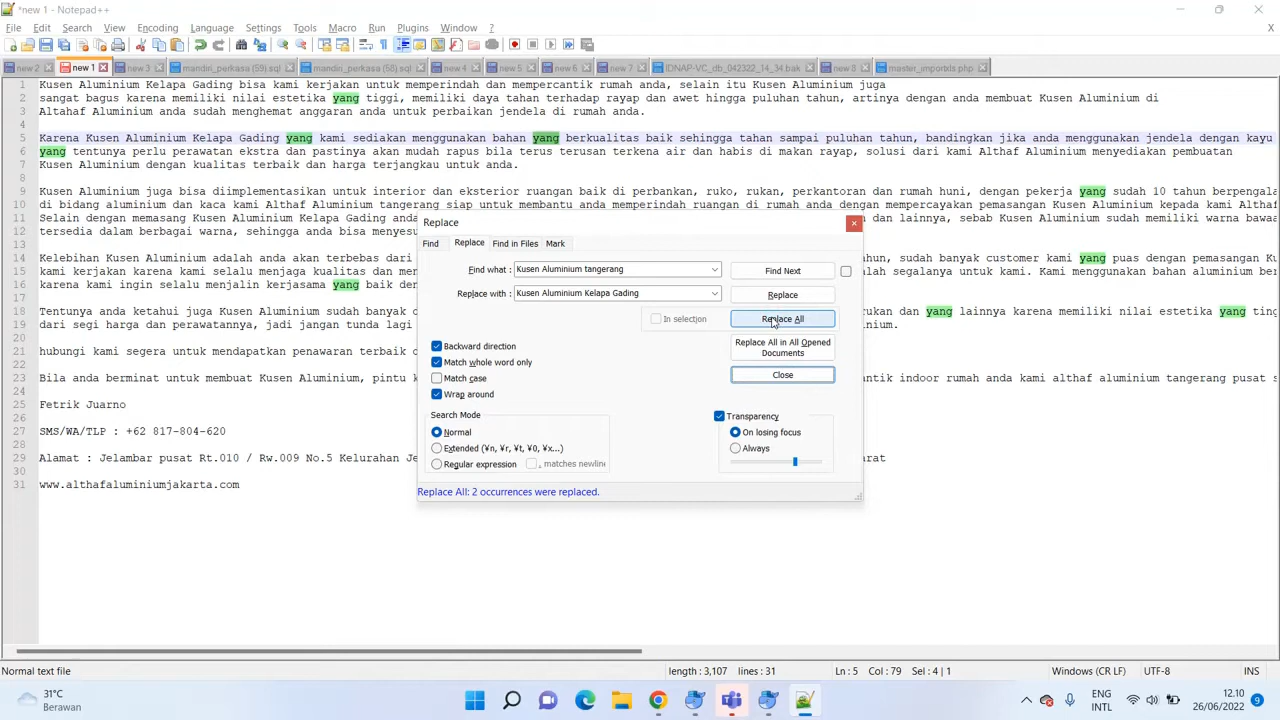 *new 1 - Notepad++
File Edit Search View Encoding Language Settings Tools Macro Run Plugins Window ? X
new 2 new 1 new 3 mandiri_perkasa (59).sql mandiri_perkasa (58).sql new 4 new 5 new 6 new 7 IDNAP-VC_db_042322_14_34.bak new 8 master_importxls.php
1 Kusen Aluminium Kelapa Gading bisa kami kerjakan untuk memperindah dan mempercantik rumah anda, selain itu Kusen Aluminium juga
2 sangat bagus karena memiliki nilai estetika yang tiggi, memiliki daya tahan terhadap rayap dan awet hingga puluhan tahun, artinya dengan anda membuat Kusen Aluminium di
3 Althafal Aluminium anda sudah menghemat anggaran anda untuk perbaikan jendela di rumah anda.
4
5 Karena Kusen Aluminium Kelapa Gading yang kami sediakan menggunakan bahan yang berkualitas baik sehingga tahan sampai puluhan tahun, bandingkan jika anda menggunakan jendela dengan kayu
6 yang tentunya perlu perawatan ekstra dan pastinya akan mudah rapus bila terus terusan terkena air dan habis di makan rayap, solusi dari kami Althaf Aluminium menyediakan pembuatan
7 Kusen Aluminium dengan kualitas terbaik dan harga terjangkau untuk anda.
8
9 Kusen Aluminium juga bisa diimplementasikan untuk interior dan eksterior ruangan baik di perbankan, ruko, rukan, perkantoran dan rumah huni, dengan pekerja yang sudah 10 tahun berpengala
10 di bidang aluminium dan kaca kami Althaf Aluminium tangerang siap untuk membantu anda memperindah ruangan di rumah anda dengan mempercayakan pemasangan Kusen Aluminium kepada kami Althaf
11 Selain dengan memasang Kusen Aluminium Kelapa Gading anda dan lainnya, sebab Kusen Aluminium sudah memiliki warna bawa
12 tersedia dalam berbagai warna, sehingga anda bisa menyesu
13
14 Kelebihan Kusen Aluminium adalah anda akan terbebas dari hun, sudah banyak customer kami yang puas dengan pemasangan Ku
15 kami kerjakan karena kami selalu menjaga kualitas dan me lah segalanya untuk kami. Kami menggunakan bahan aluminium be
16 karena kami ingin selalu menjalin kerjasama yang baik den
17
18 Tentunya anda ketahui juga Kusen Aluminium sudah banyak rukan dan yang lainnya karena memiliki nilai estetika yang ting
19 dari segi harga dan perawatannya, jadi jangan tunda lagi nium.
20
21 hubungi kami segera untuk mendapatkan penawaran terbaik d
22
23 Bila anda berminat untuk membuat Kusen Aluminium, pintu k ntik indoor rumah anda kami althaf aluminium tangerang pusat s
24
25 Fetrik Juarno
26
27 SMS/WA/TLP : +62 817-804-620
28
29 Alamat : Jelambar pusat Rt.010 / Rw.009 No.5 Kelurahan Je arat
30
31 www.althafaluminiumjakarta.com
Replace
Find Replace Find in Files Mark
Find what : Kusen Aluminium tangerang Find Next
Replace with : Kusen Aluminium Kelapa Gading Replace
In selection Replace All
Backward direction Replace All in All Opened Documents
Match whole word only
Match case Close
Wrap around
Search Mode Transparency
Normal On losing focus
Extended (¥n, ¥r, ¥t, ¥0, ¥x...) Always
Regular expression . matches newline
Replace All: 2 occurrences were replaced.
Normal text file length : 3,107 lines : 31 Ln : 5 Col : 79 Sel : 4 | 1 Windows (CR LF) UTF-8 INS
31°C
Berawan
ENG
INTL
12.10
26/06/2022
9